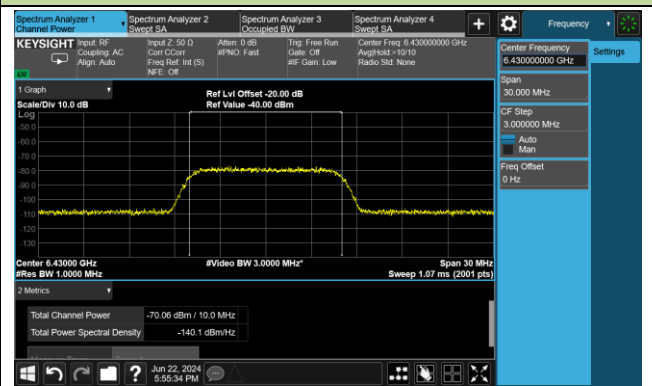 Spectrum Analyzer 1
Channel Power
Spectrum Analyzer 2
Swept SA
Spectrum Analyzer 3
Occupied BW
Spectrum Analyzer 4
Swept SA
+
Frequency
KEYSIGHT
Input: RF
Coupling: AC
Align: Auto
Input Z: 50 Ω
Corr CCorr
Freq Ref: Int (S)
NFE: Off
Atten: 0 dB
#PNO: Fast
Trig: Free Run
Gate: Off
#IF Gain: Low
Center Freq: 6.430000000 GHz
Avg|Hold:>10/10
Radio Std: None
Center Frequency
6.430000000 GHz
Settings
Span
30.000 MHz
CF Step
3.000000 MHz
Auto
Man
Freq Offset
0 Hz
1 Graph
Scale/Div 10.0 dB
Ref Lvl Offset -20.00 dB
Ref Value -40.00 dBm
Log
-50.0
-60.0
-70.0
-80.0
-90.0
-100
-110
-120
-130
Center 6.43000 GHz
#Res BW 1.0000 MHz
#Video BW 3.0000 MHz*
Span 30 MHz
Sweep 1.07 ms (2001 pts)
2 Metrics
Total Channel Power
-70.06 dBm / 10.0 MHz
Total Power Spectral Density
-140.1 dBm/Hz
?
Jun 22, 2024
5:55:34 PM